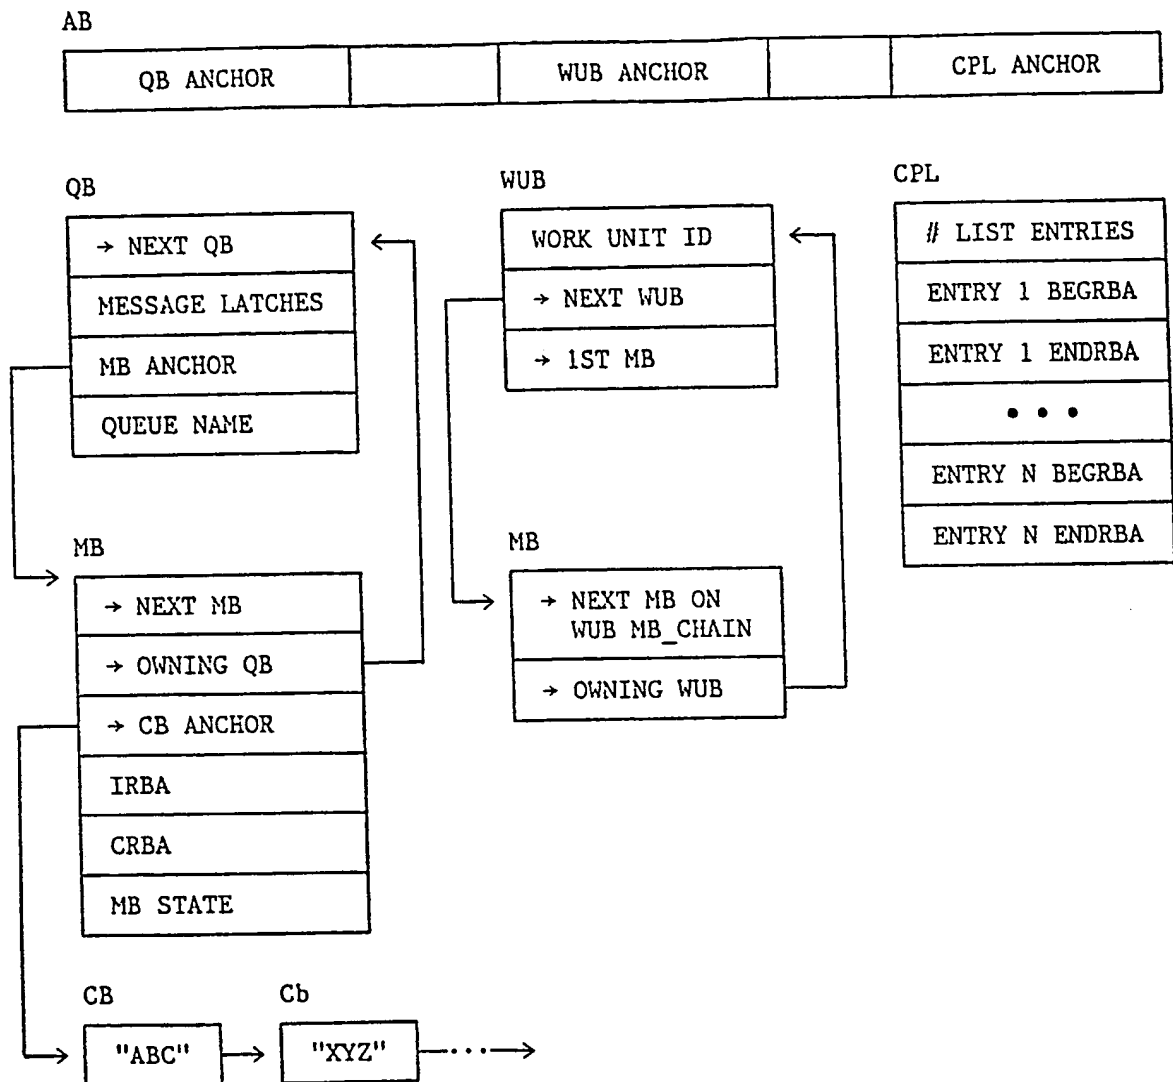 AB
QB ANCHOR
WUB ANCHOR
CPL ANCHOR
QB
→ NEXT QB
MESSAGE LATCHES
MB ANCHOR
QUEUE NAME
WUB
WORK UNIT ID
→ NEXT WUB
→ 1ST MB
CPL
# LIST ENTRIES
ENTRY 1 BEGRBA
ENTRY 1 ENDRBA
• • •
ENTRY N BEGRBA
ENTRY N ENDRBA
MB
→ NEXT MB
→ OWNING QB
→ CB ANCHOR
IRBA
CRBA
MB STATE
MB
→ NEXT MB ON
WUB MB_CHAIN
→ OWNING WUB
CB
"ABC"
Cb
"XYZ"